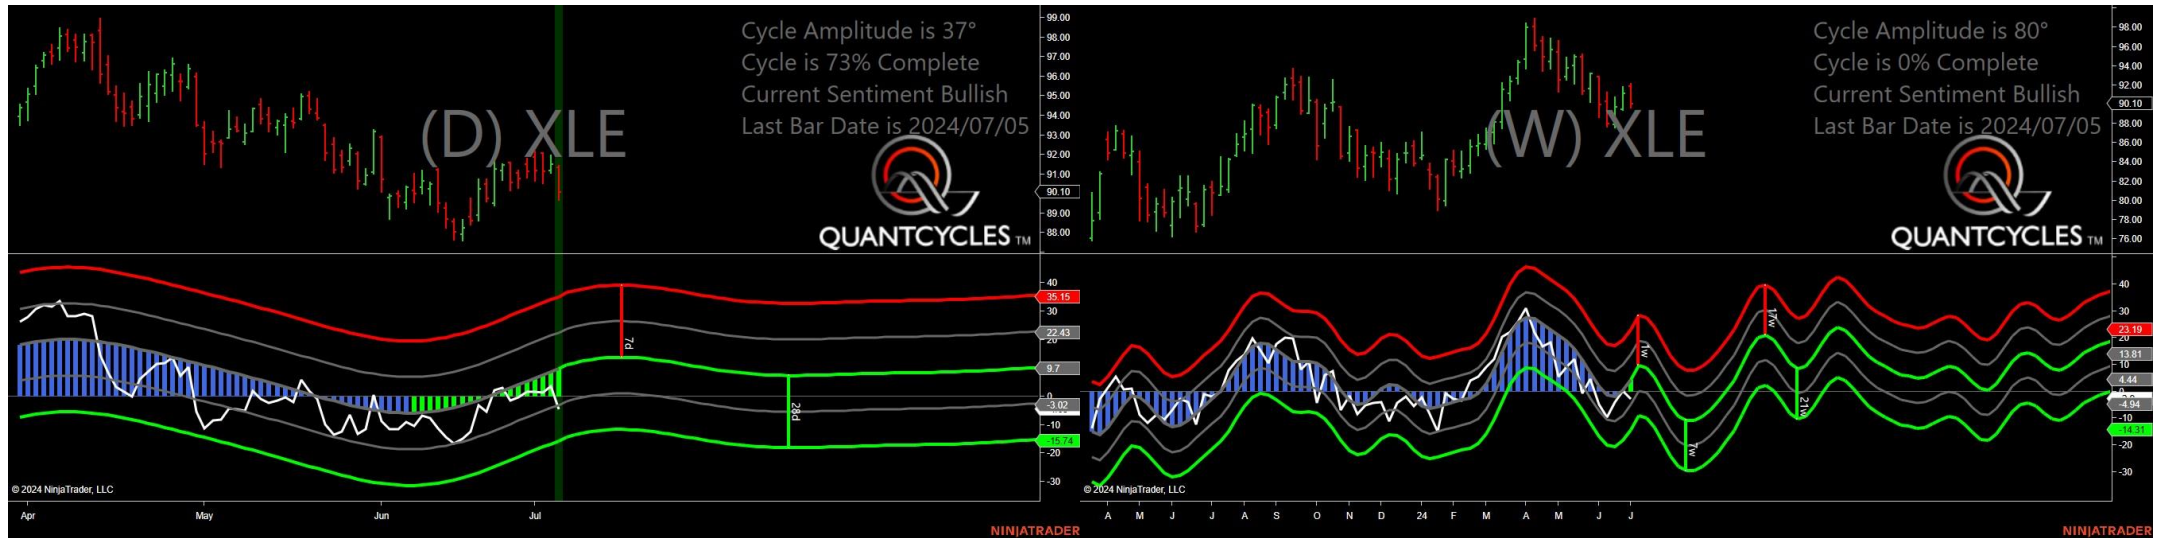 Cycle Amplitude is 37°
Cycle is 73% Complete
Current Sentiment Bullish
Last Bar Date is 2024/07/05
(D) XLE
QUANTCYCLES TM
99.00
98.00
97.00
96.00
95.00
94.00
93.00
92.00
91.00
90.10
89.00
88.00
40
35.15
30
22.43
20
9.7
0
-3.02
-10
-15.74
-20
-30
7d
28d
© 2024 NinjaTrader, LLC
Apr May Jun Jul
NINJATRADER
Cycle Amplitude is 80°
Cycle is 0% Complete
Current Sentiment Bullish
Last Bar Date is 2024/07/05
(W) XLE
QUANTCYCLES TM
98.00
96.00
94.00
92.00
90.10
88.00
86.00
84.00
82.00
80.00
78.00
76.00
40
30
23.19
20
13.81
4.44
0
-4.94
-10
-14.31
-20
-30
1w
17w
7w
21w
© 2024 NinjaTrader, LLC
A M J J A S O N D 24 F M A M J J
NINJATRADER